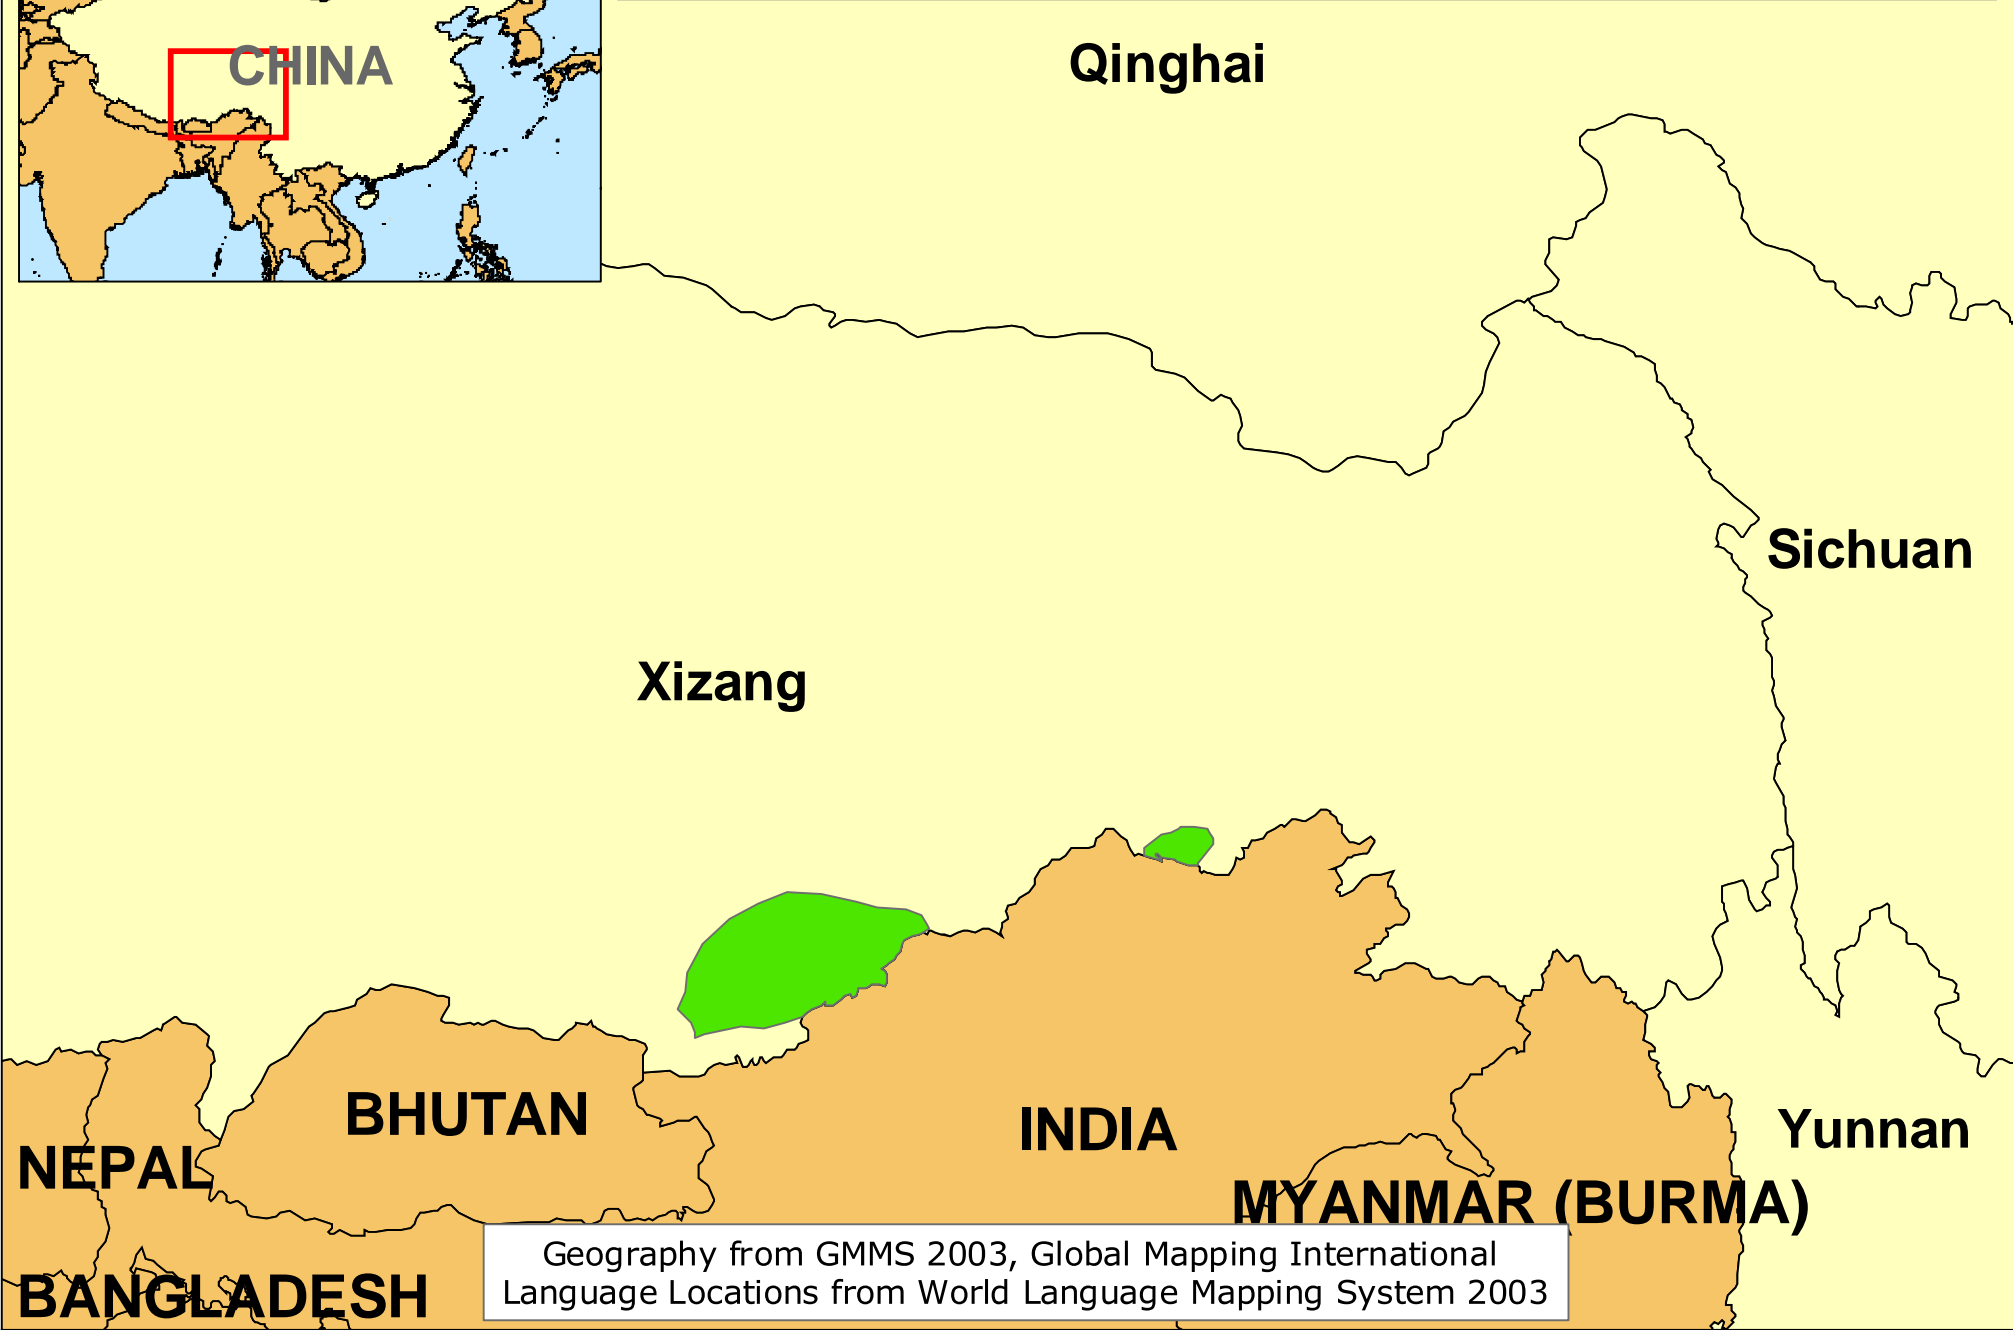 CHINA
Qinghai
Sichuan
Xizang
BHUTAN
INDIA
Yunnan
NEPAL
MYANMAR (BURMA)
BANGLADESH
Geography from GMMS 2003, Global Mapping International
Language Locations from World Language Mapping System 2003